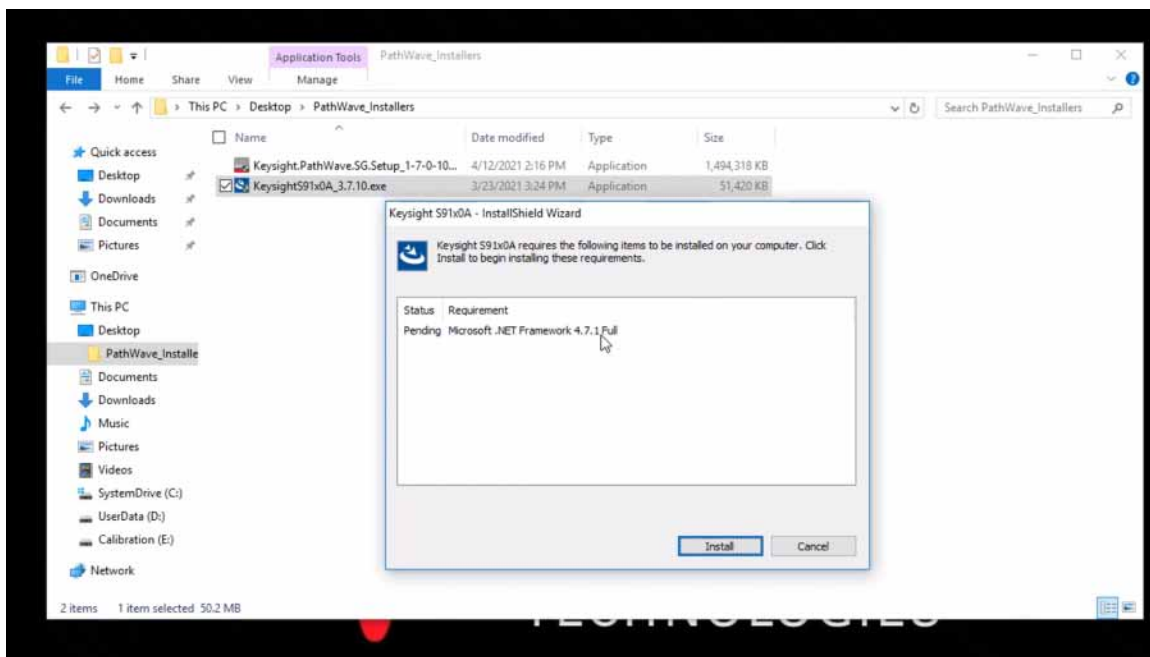 Application Tools PathWave_Installers
File Home Share View Manage
This PC > Desktop > PathWave_Installers
Search PathWave_Installers
Name Date modified Type Size
Keysight.PathWave.SG.Setup_1-7-0-10... 4/12/2021 2:16 PM Application 1,494,318 KB
KeysightS91x0A_3.7.10.exe 3/23/2021 3:24 PM Application 51,420 KB
Quick access
Desktop
Downloads
Documents
Pictures
OneDrive
This PC
Desktop
PathWave_Installe
Documents
Downloads
Music
Pictures
Videos
SystemDrive (C:)
UserData (D:)
Calibration (E:)
Network
Keysight S91x0A - InstallShield Wizard
Keysight S91x0A requires the following items to be installed on your computer. Click
Install to begin installing these requirements.
Status Requirement
Pending Microsoft .NET Framework 4.7.1 Full
Install Cancel
2 items 1 item selected 50.2 MB
TECHNOLOGIES